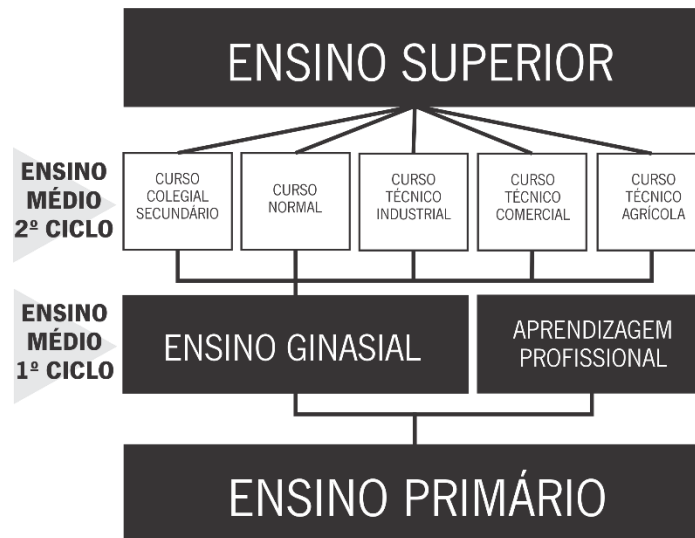 ENSINO SUPERIOR
ENSINO
MÉDIO
2º CICLO
CURSO
COLEGIAL
SECUNDÁRIO
CURSO
NORMAL
CURSO
TÉCNICO
INDUSTRIAL
CURSO
TÉCNICO
COMERCIAL
CURSO
TÉCNICO
AGRÍCOLA
ENSINO
MÉDIO
1º CICLO
ENSINO GINASIAL
APRENDIZAGEM
PROFISSIONAL
ENSINO PRIMÁRIO